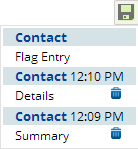 Contact
Flag Entry
Contact 12:10 PM
Details
Contact 12:09 PM
Summary